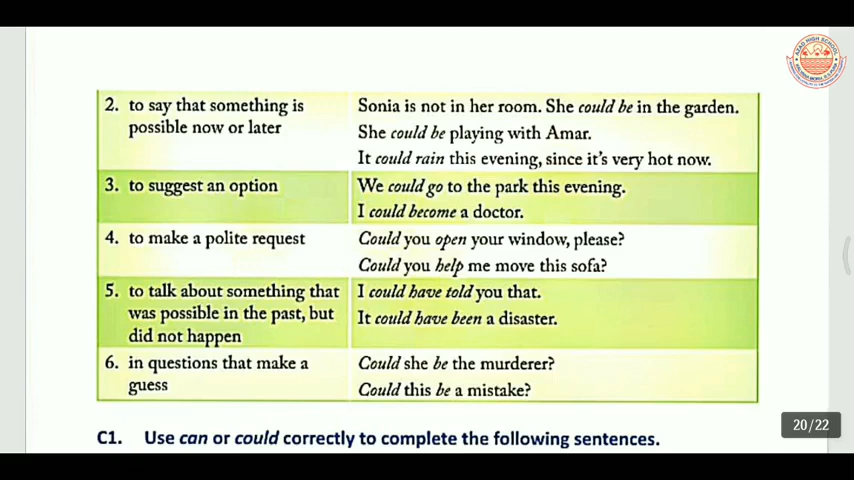 AZAD HIGH SCHOOL
2. to say that something is possible now or later
Sonia is not in her room. She could be in the garden.
She could be playing with Amar.
It could rain this evening, since it's very hot now.
3. to suggest an option
We could go to the park this evening.
I could become a doctor.
4. to make a polite request
Could you open your window, please?
Could you help me move this sofa?
5. to talk about something that was possible in the past, but did not happen
I could have told you that.
It could have been a disaster.
6. in questions that make a guess
Could she be the murderer?
Could this be a mistake?
20/22
C1. Use can or could correctly to complete the following sentences.